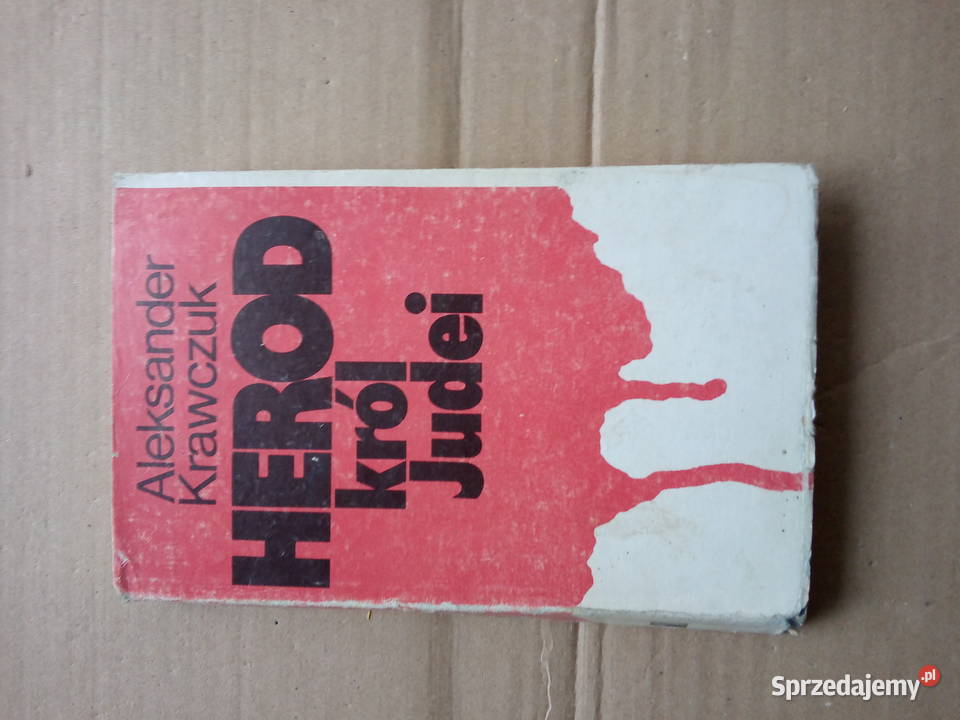 Aleksander
Krawczuk
HEROD
król
Judei
Sprzedajemy.pl